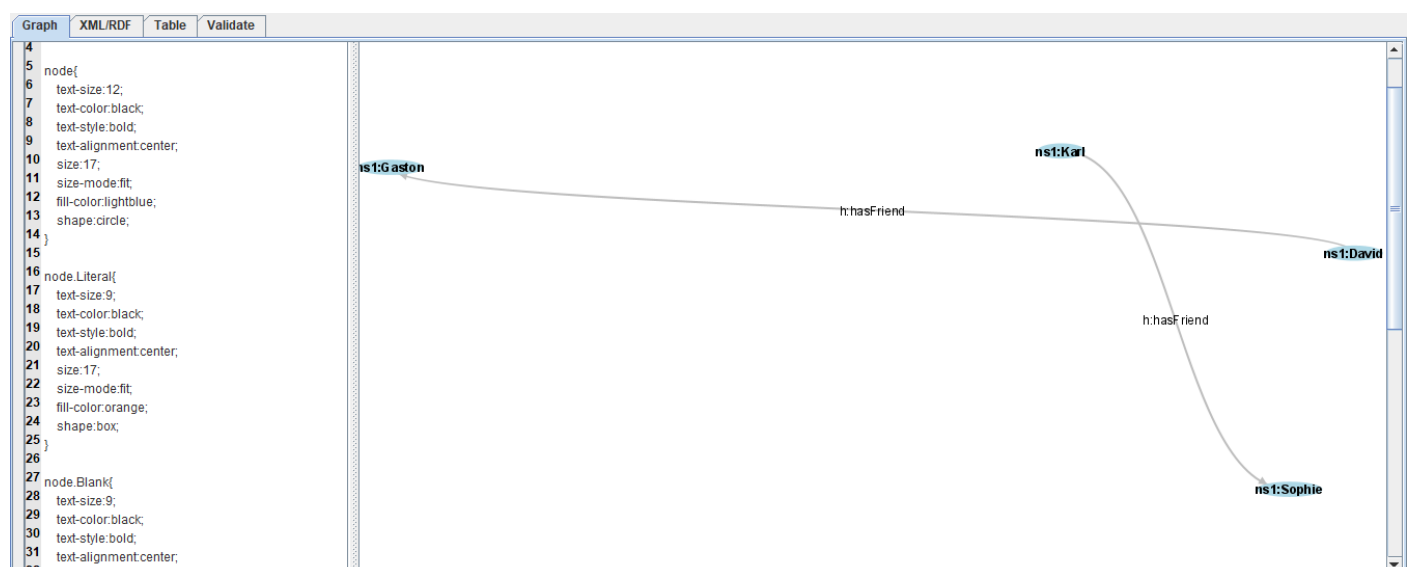 Graph XML/RDF Table Validate
4
5 node{
6 text-size:12;
7 text-color:black;
8 text-style:bold;
9 text-alignment:center;
10 size:17;
11 size-mode:fit;
12 fill-color:lightblue;
13 shape:circle;
14 }
15
16 node.Literal{
17 text-size:9;
18 text-color:black;
19 text-style:bold;
20 text-alignment:center;
21 size:17;
22 size-mode:fit;
23 fill-color:orange;
24 shape:box;
25 }
26
27 node.Blank{
28 text-size:9;
29 text-color:black;
30 text-style:bold;
31 text-alignment:center;
ns1:Karl
ns1:Gaston
h:hasFriend
ns1:David
h:hasFriend
ns1:Sophie